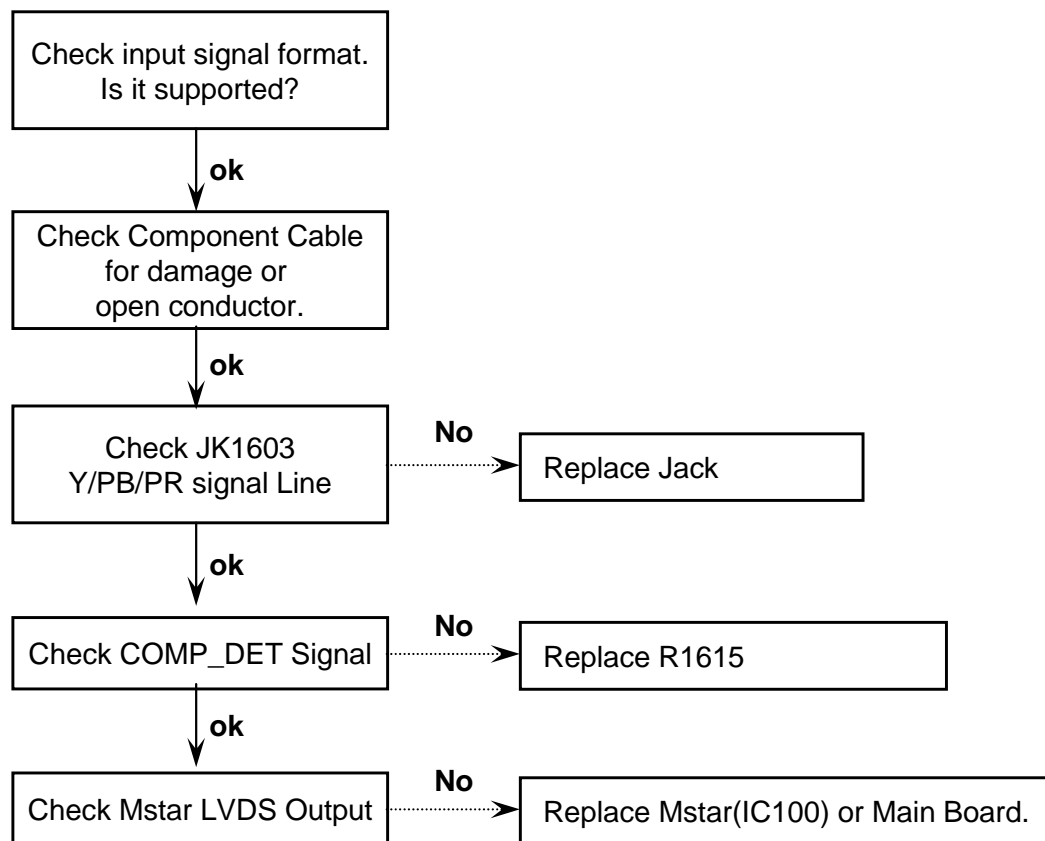 Check input signal format.
Is it supported?
ok
Check Component Cable
for damage or
open conductor.
ok
Check JK1603
Y/PB/PR signal Line
No
Replace Jack
ok
Check COMP_DET Signal
No
Replace R1615
ok
Check Mstar LVDS Output
No
Replace Mstar(IC100) or Main Board.